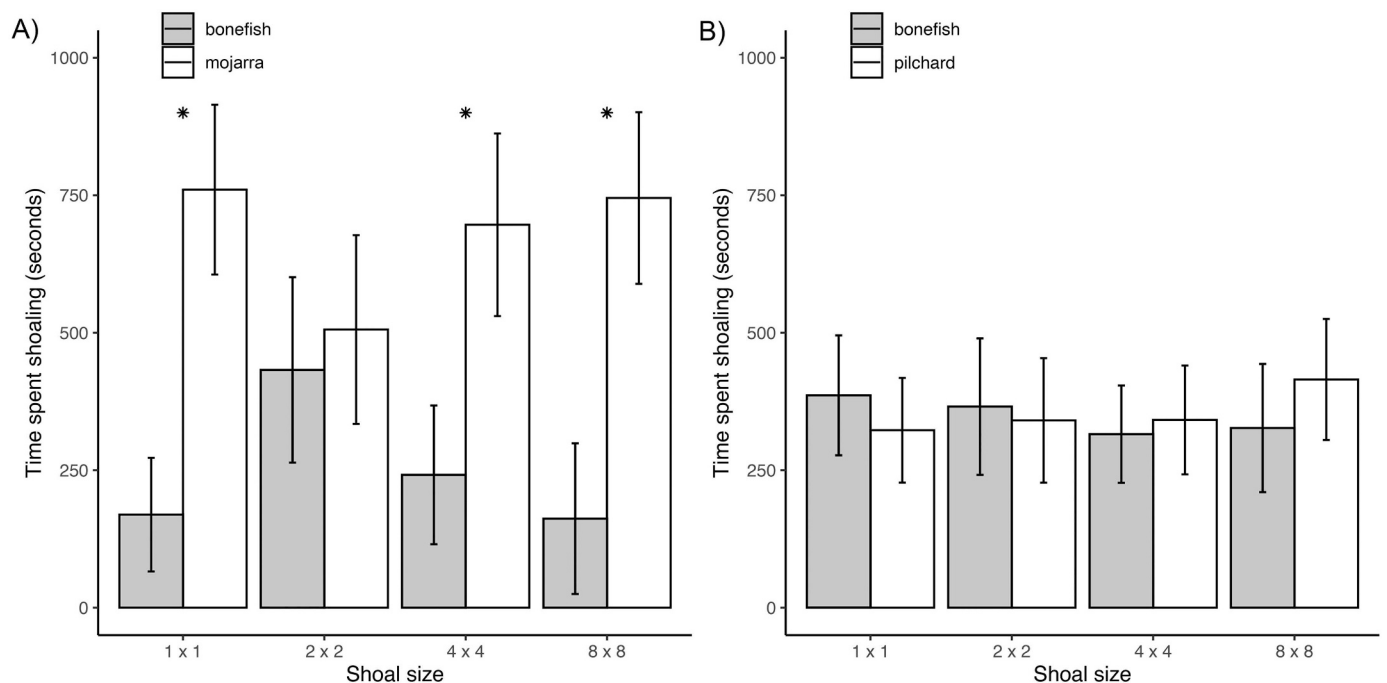 A)
bonefish
mojarra
1000
750
500
250
0
Time spent shoaling (seconds)
*
*
*
1 x 1
2 x 2
4 x 4
8 x 8
Shoal size
B)
bonefish
pilchard
1000
750
500
250
0
Time spent shoaling (seconds)
1 x 1
2 x 2
4 x 4
8 x 8
Shoal size